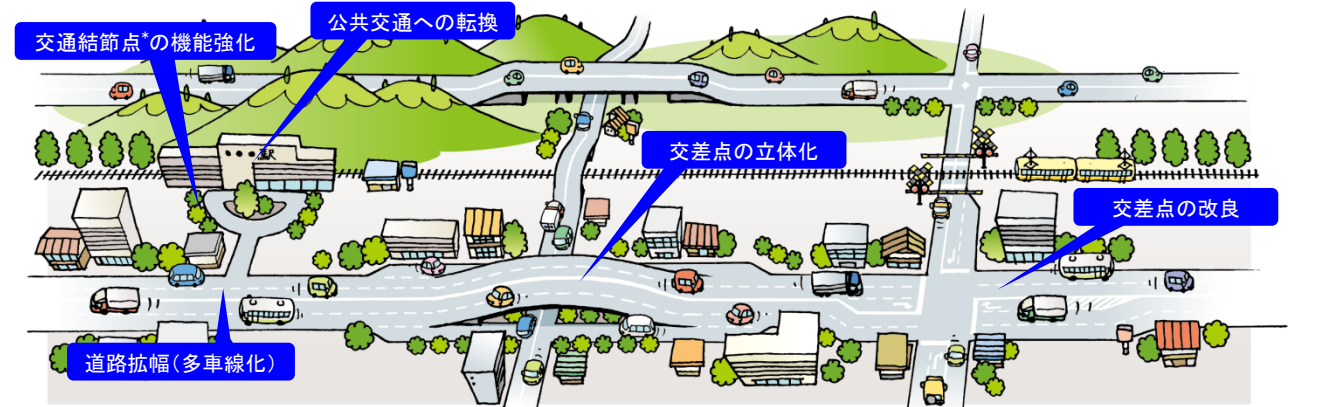 公共交通への転換
交通結節点*の機能強化
駅
交差点の立体化
交差点の改良
道路拡幅(多車線化)